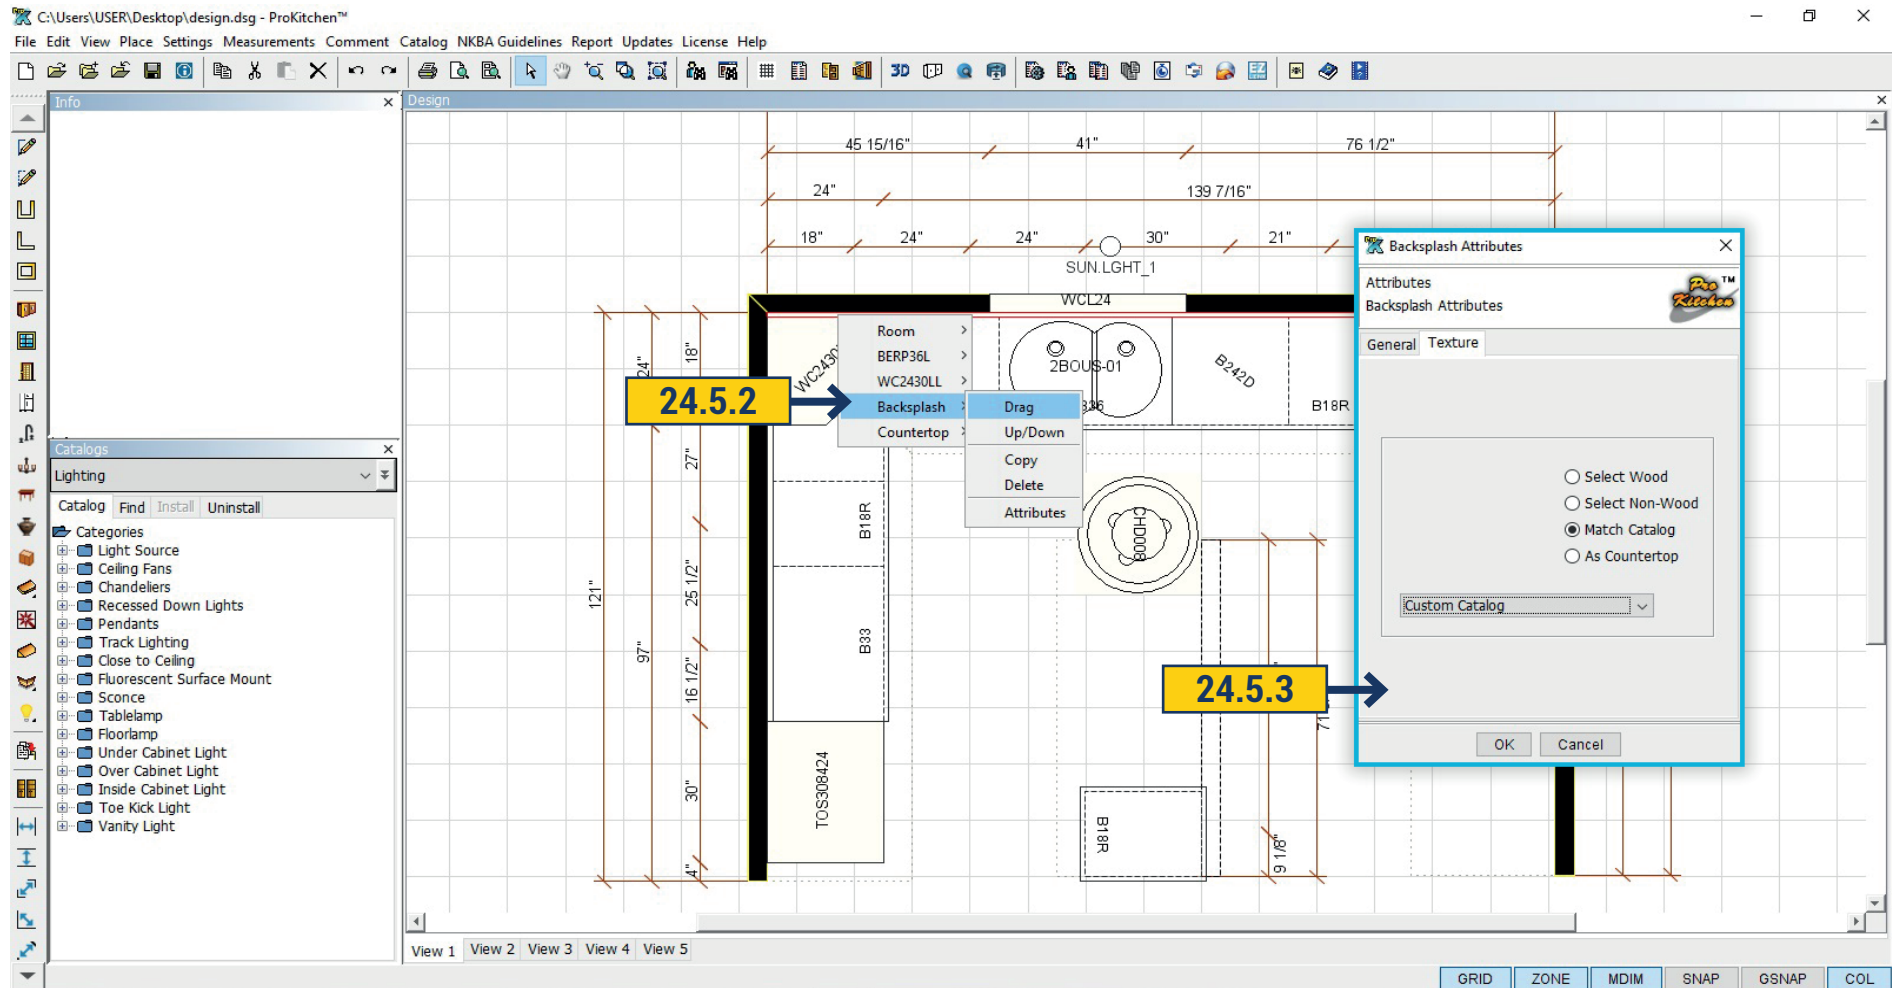 C:\Users\USER\Desktop\design.dsg - ProKitchen™
File Edit View Place Settings Measurements Comment Catalog NKBA Guidelines Report Updates License Help
3D
Info
Design
45 15/16"
41"
76 1/2"
24"
139 7/16"
18"
24"
24"
30"
21"
SUN.LGHT_1
WCL24
Room
BERP36L
WC2430LL
Backsplash
Countertop
Drag
Up/Down
Copy
Delete
Attributes
2BOUS-01
B242D
B18R
24"
18"
27"
25 1/2"
16 1/2"
30"
4"
121"
97"
B18R
B33
TOS308424
CHD008
B18R
9 1/8"
24.5.2
24.5.3
Backsplash Attributes
Attributes
Backsplash Attributes
Pro Kitchen™
General
Texture
Select Wood
Select Non-Wood
Match Catalog
As Countertop
Custom Catalog
OK
Cancel
Catalogs
Lighting
Catalog
Find
Install
Uninstall
Categories
Light Source
Ceiling Fans
Chandeliers
Recessed Down Lights
Pendants
Track Lighting
Close to Ceiling
Fluorescent Surface Mount
Sconce
Tablelamp
Floorlamp
Under Cabinet Light
Over Cabinet Light
Inside Cabinet Light
Toe Kick Light
Vanity Light
View 1
View 2
View 3
View 4
View 5
GRID
ZONE
MDIM
SNAP
GSNAP
COL